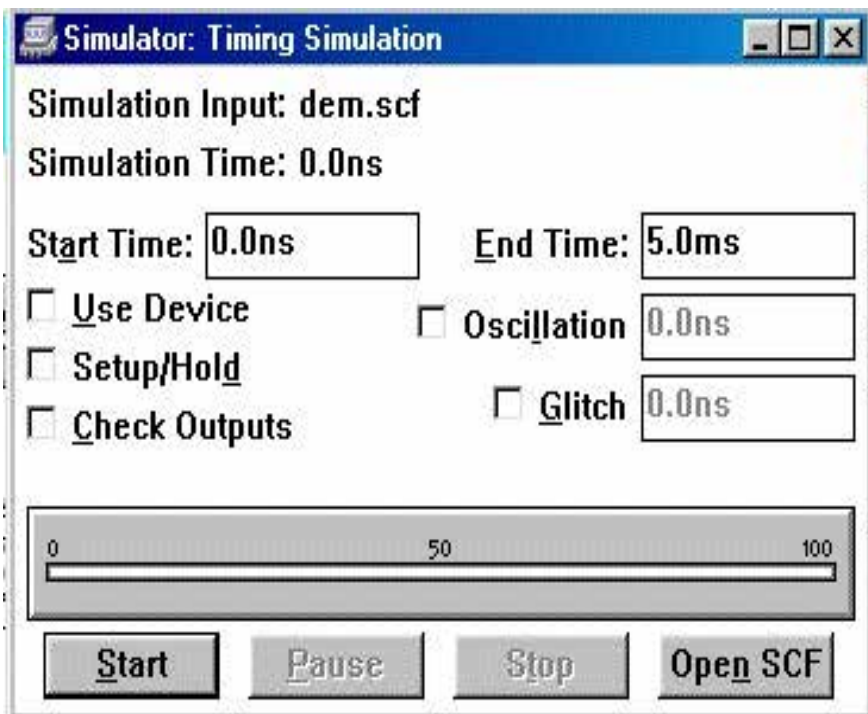 Simulator: Timing Simulation
Simulation Input: dem.scf
Simulation Time: 0.0ns
Start Time: 0.0ns End Time: 5.0ms
Use Device
Oscillation 0.0ns
Setup/Hold
Glitch 0.0ns
Check Outputs
0 50 100
Start Pause Stop Open SCF